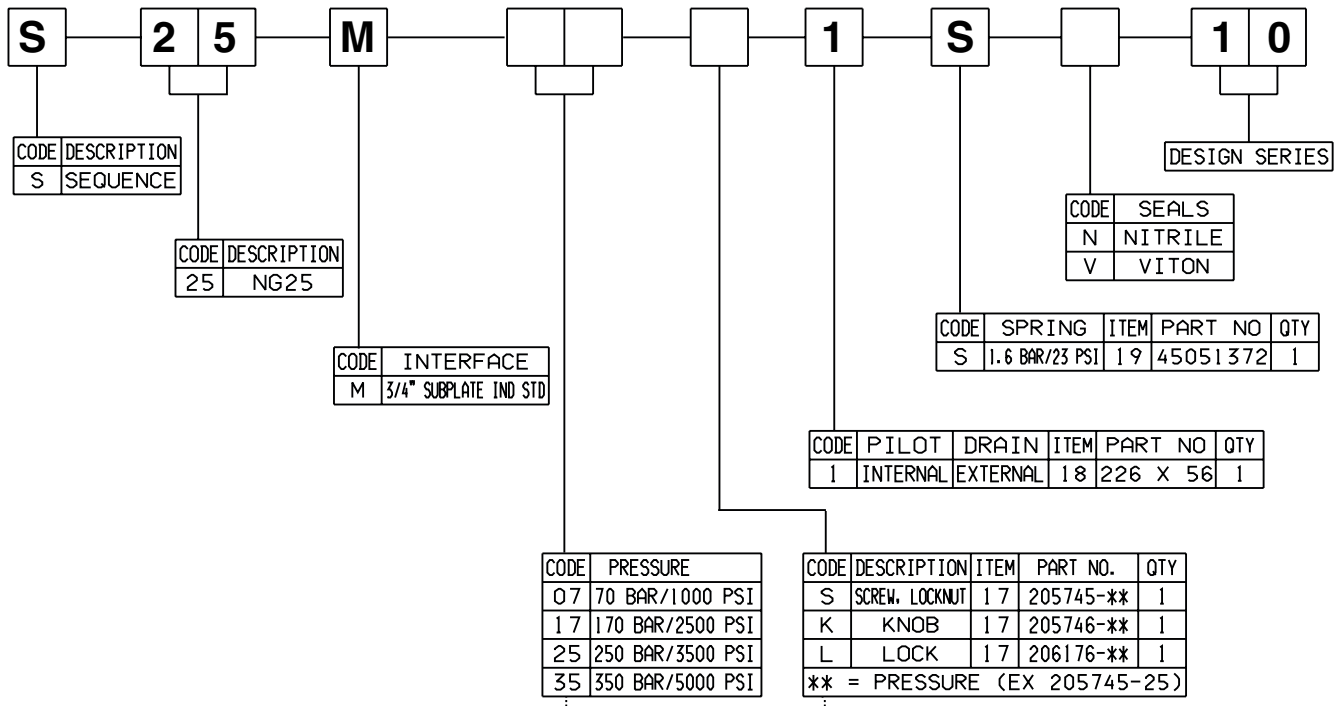 S 2 5 M 1 S 1 0
CODE DESCRIPTION
S SEQUENCE
DESIGN SERIES
CODE SEALS
N NITRILE
V VITON
CODE DESCRIPTION
25 NG25
CODE SPRING ITEM PART NO QTY
S 1.6 BAR/23 PSI 19 45051372 1
CODE INTERFACE
M 3/4" SUBPLATE IND STD
CODE PILOT DRAIN ITEM PART NO QTY
1 INTERNAL EXTERNAL 18 226 X 56 1
CODE PRESSURE
07 70 BAR/1000 PSI
17 170 BAR/2500 PSI
25 250 BAR/3500 PSI
35 350 BAR/5000 PSI
CODE DESCRIPTION ITEM PART NO. QTY
S SCREW, LOCKNUT 17 205745-** 1
K KNOB 17 205746-** 1
L LOCK 17 206176-** 1
** = PRESSURE (EX 205745-25)